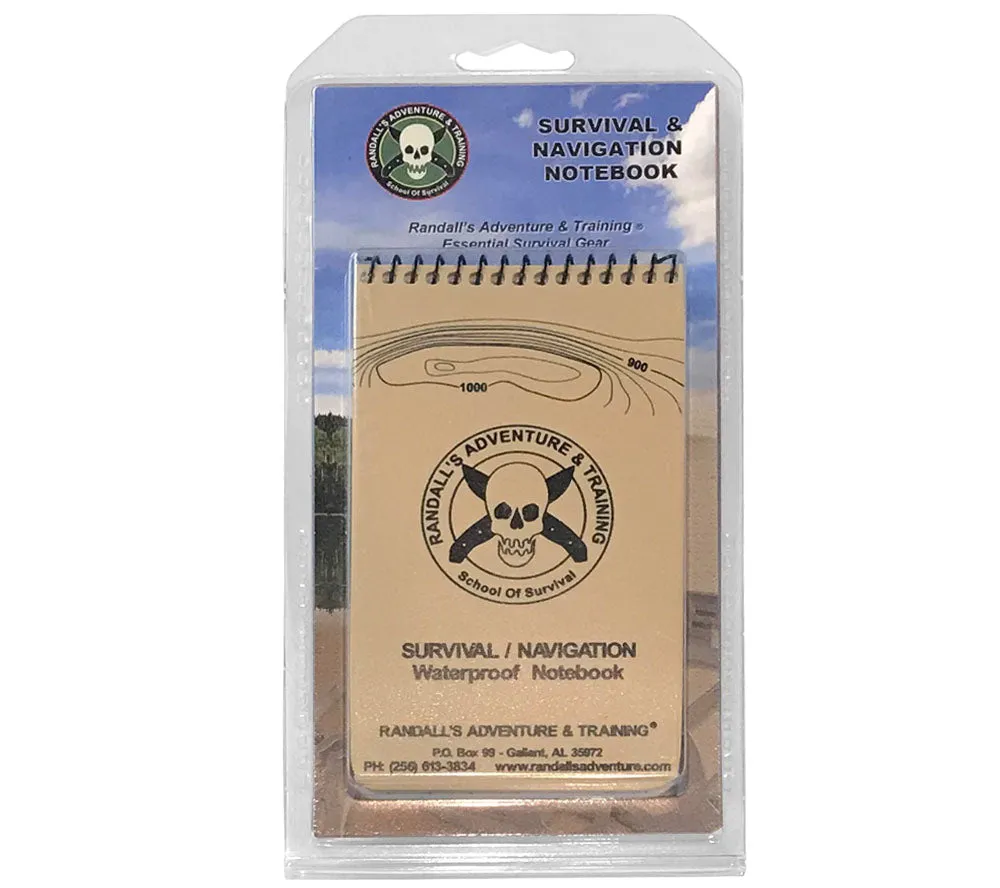 RANDALL'S ADVENTURE & TRAINING
School Of Survival
SURVIVAL &
NAVIGATION
NOTEBOOK
Randall's Adventure & Training ®
Essential Survival Gear
900
1000
RANDALL'S ADVENTURE & TRAINING
School Of Survival
SURVIVAL / NAVIGATION
Waterproof Notebook
RANDALL'S ADVENTURE & TRAINING®
P.O. Box 99 - Gallant, AL 35972
PH: (256) 613-3834 www.randallsadventure.com